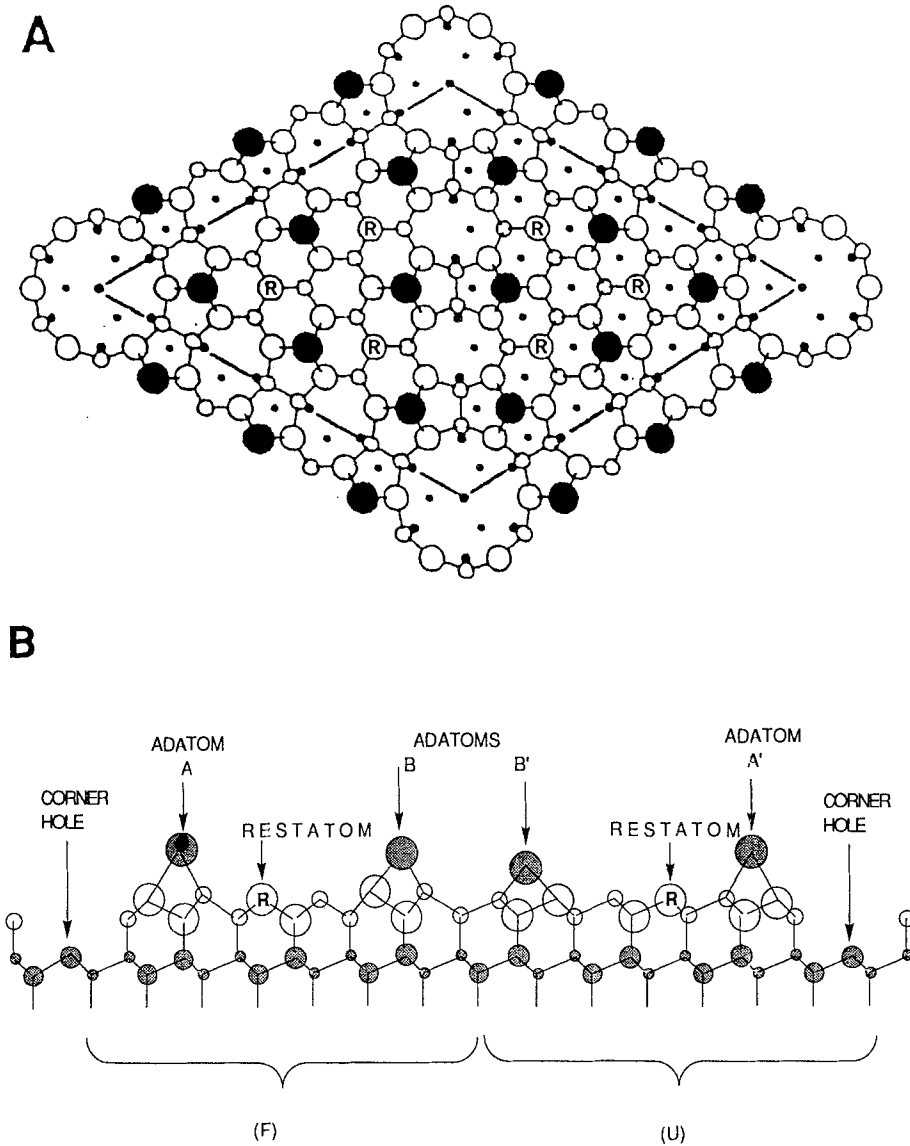 A
R
R
R
R
R
R
B
ADATOM
A
ADATOMS
B
B'
ADATOM
A'
CORNER
HOLE
RESTATOM
RESTATOM
CORNER
HOLE
R
R
(F)
(U)